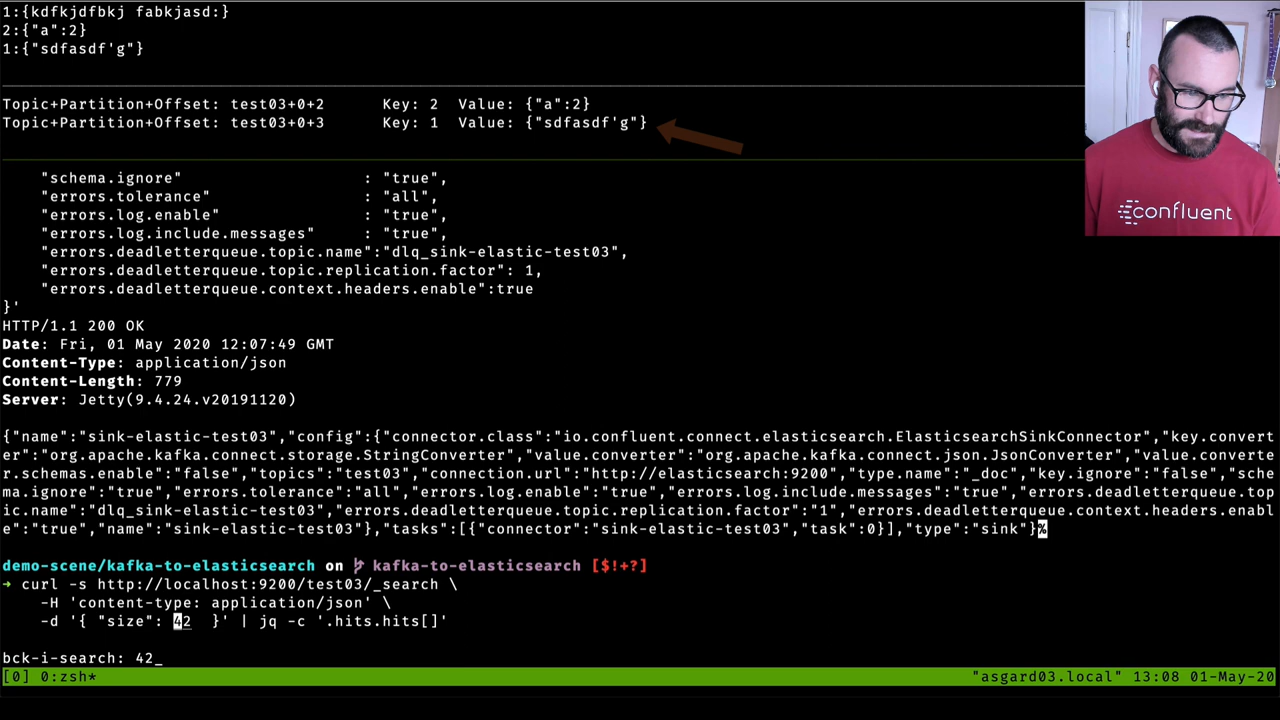 1:{kdfkjdfbkj fabkjasd:}
2:{"a":2}
1:{"sdfasdf'g"}
Topic+Partition+Offset: test03+0+2 Key: 2 Value: {"a":2}
Topic+Partition+Offset: test03+0+3 Key: 1 Value: {"sdfasdf'g"}
"schema.ignore" : "true",
"errors.tolerance" : "all",
"errors.log.enable" : "true",
"errors.log.include.messages" : "true",
"errors.deadletterqueue.topic.name":"dlq_sink-elastic-test03",
"errors.deadletterqueue.topic.replication.factor": 1,
"errors.deadletterqueue.context.headers.enable":true
}'
HTTP/1.1 200 OK
Date: Fri, 01 May 2020 12:07:49 GMT
Content-Type: application/json
Content-Length: 779
Server: Jetty(9.4.24.v20191120)
{"name":"sink-elastic-test03","config":{"connector.class":"io.confluent.connect.elasticsearch.ElasticsearchSinkConnector","key.convert
er":"org.apache.kafka.connect.storage.StringConverter","value.converter":"org.apache.kafka.connect.json.JsonConverter","value.converte
r.schemas.enable":"false","topics":"test03","connection.url":"http://elasticsearch:9200","type.name":"_doc","key.ignore":"false","sche
ma.ignore":"true","errors.tolerance":"all","errors.log.enable":"true","errors.log.include.messages":"true","errors.deadletterqueue.top
ic.name":"dlq_sink-elastic-test03","errors.deadletterqueue.topic.replication.factor":"1","errors.deadletterqueue.context.headers.enabl
e":"true","name":"sink-elastic-test03"},"tasks":[{"connector":"sink-elastic-test03","task":0}],"type":"sink"}%
demo-scene/kafka-to-elasticsearch on kafka-to-elasticsearch [$!+?]
➜ curl -s http://localhost:9200/test03/_search \
-H 'content-type: application/json' \
-d '{ "size": 42 }' | jq -c '.hits.hits[]'
bck-i-search: 42_
[0] 0:zsh* "asgard03.local" 13:08 01-May-20
confluent